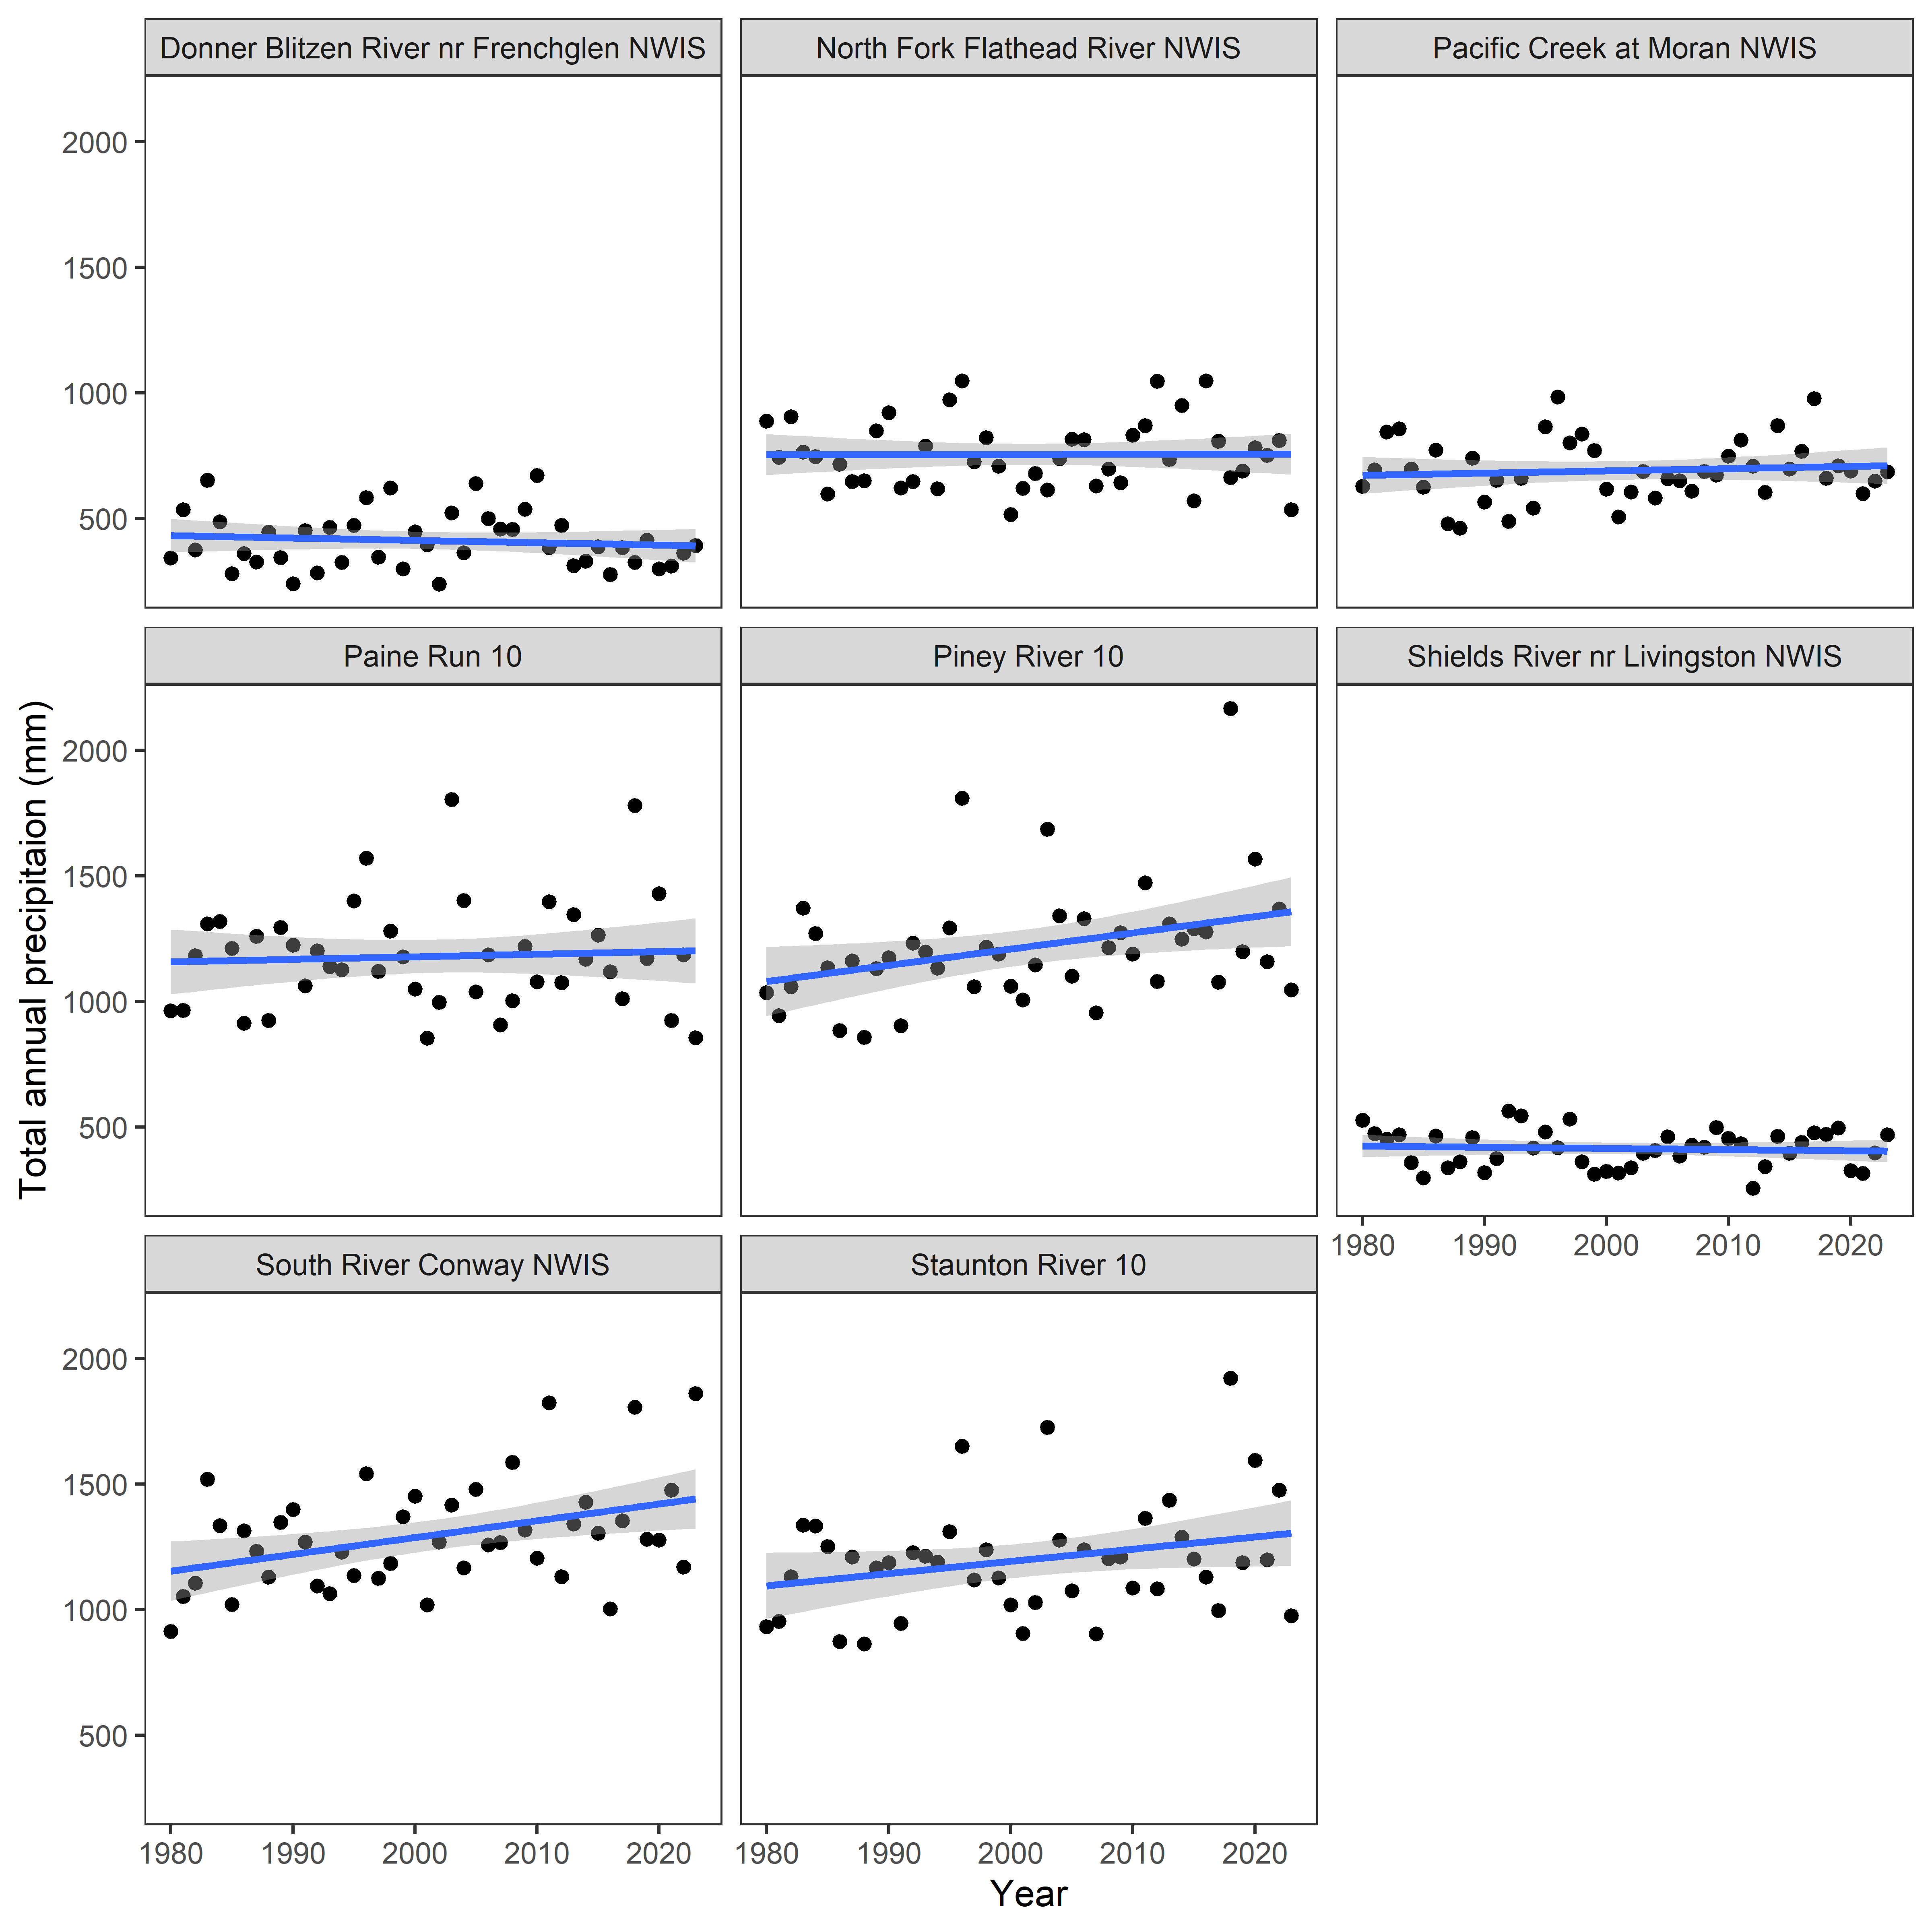 Donner Blitzen River nr Frenchglen NWIS
North Fork Flathead River NWIS
Pacific Creek at Moran NWIS
2000
1500
1000
500
Paine Run 10
Piney River 10
Shields River nr Livingston NWIS
Total annual precipitaion (mm)
2000
1500
1000
500
1980 1990 2000 2010 2020
South River Conway NWIS
Staunton River 10
2000
1500
1000
500
1980 1990 2000 2010 2020
1980 1990 2000 2010 2020
Year